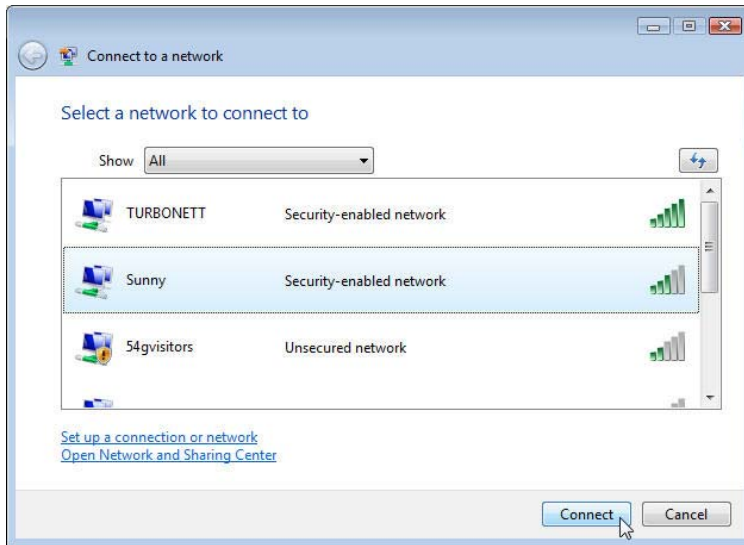 Connect to a network
Select a network to connect to
Show All
TURBONETT Security-enabled network
Sunny Security-enabled network
54gvisitors Unsecured network
Set up a connection or network
Open Network and Sharing Center
Connect Cancel